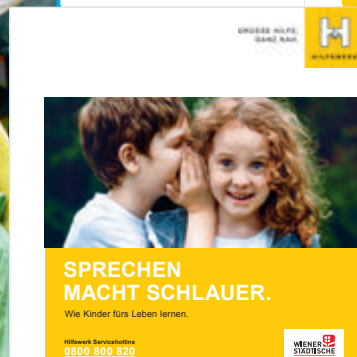 GROSSE HILFE,
GANZ NAH.
HILFSWERK
SPRECHEN
MACHT SCHLAUER.
Wie Kinder fürs Leben lernen.
Hilfswerk Servicehotline
0800 800 820
WIENER
STÄDTISCHE